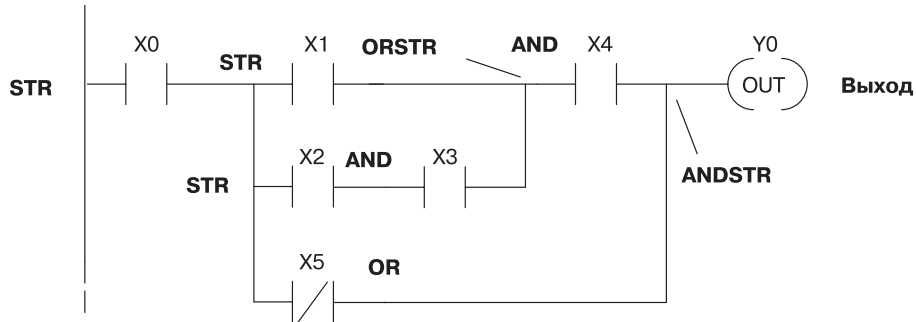 X0 X1 ORSTR AND X4 Y0
STR STR OUT Выход
X2 AND X3
STR ANDSTR
X5 OR